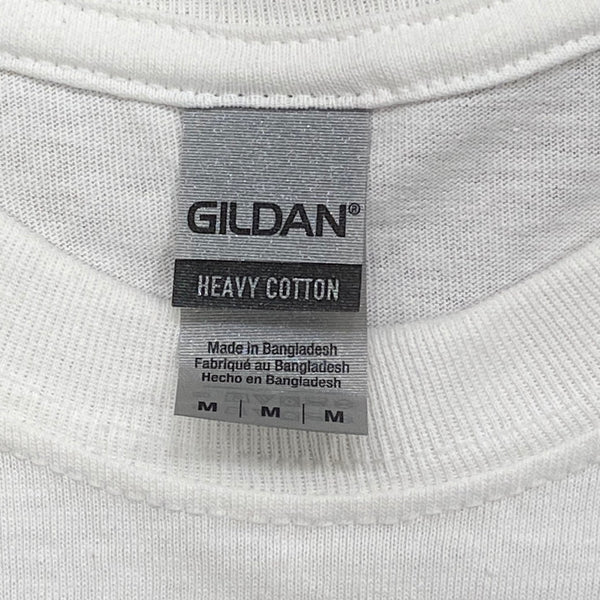 GILDAN®
HEAVY COTTON
Made in Bangladesh
Fabriqué au Bangladesh
Hecho en Bangladesh
M | M | M